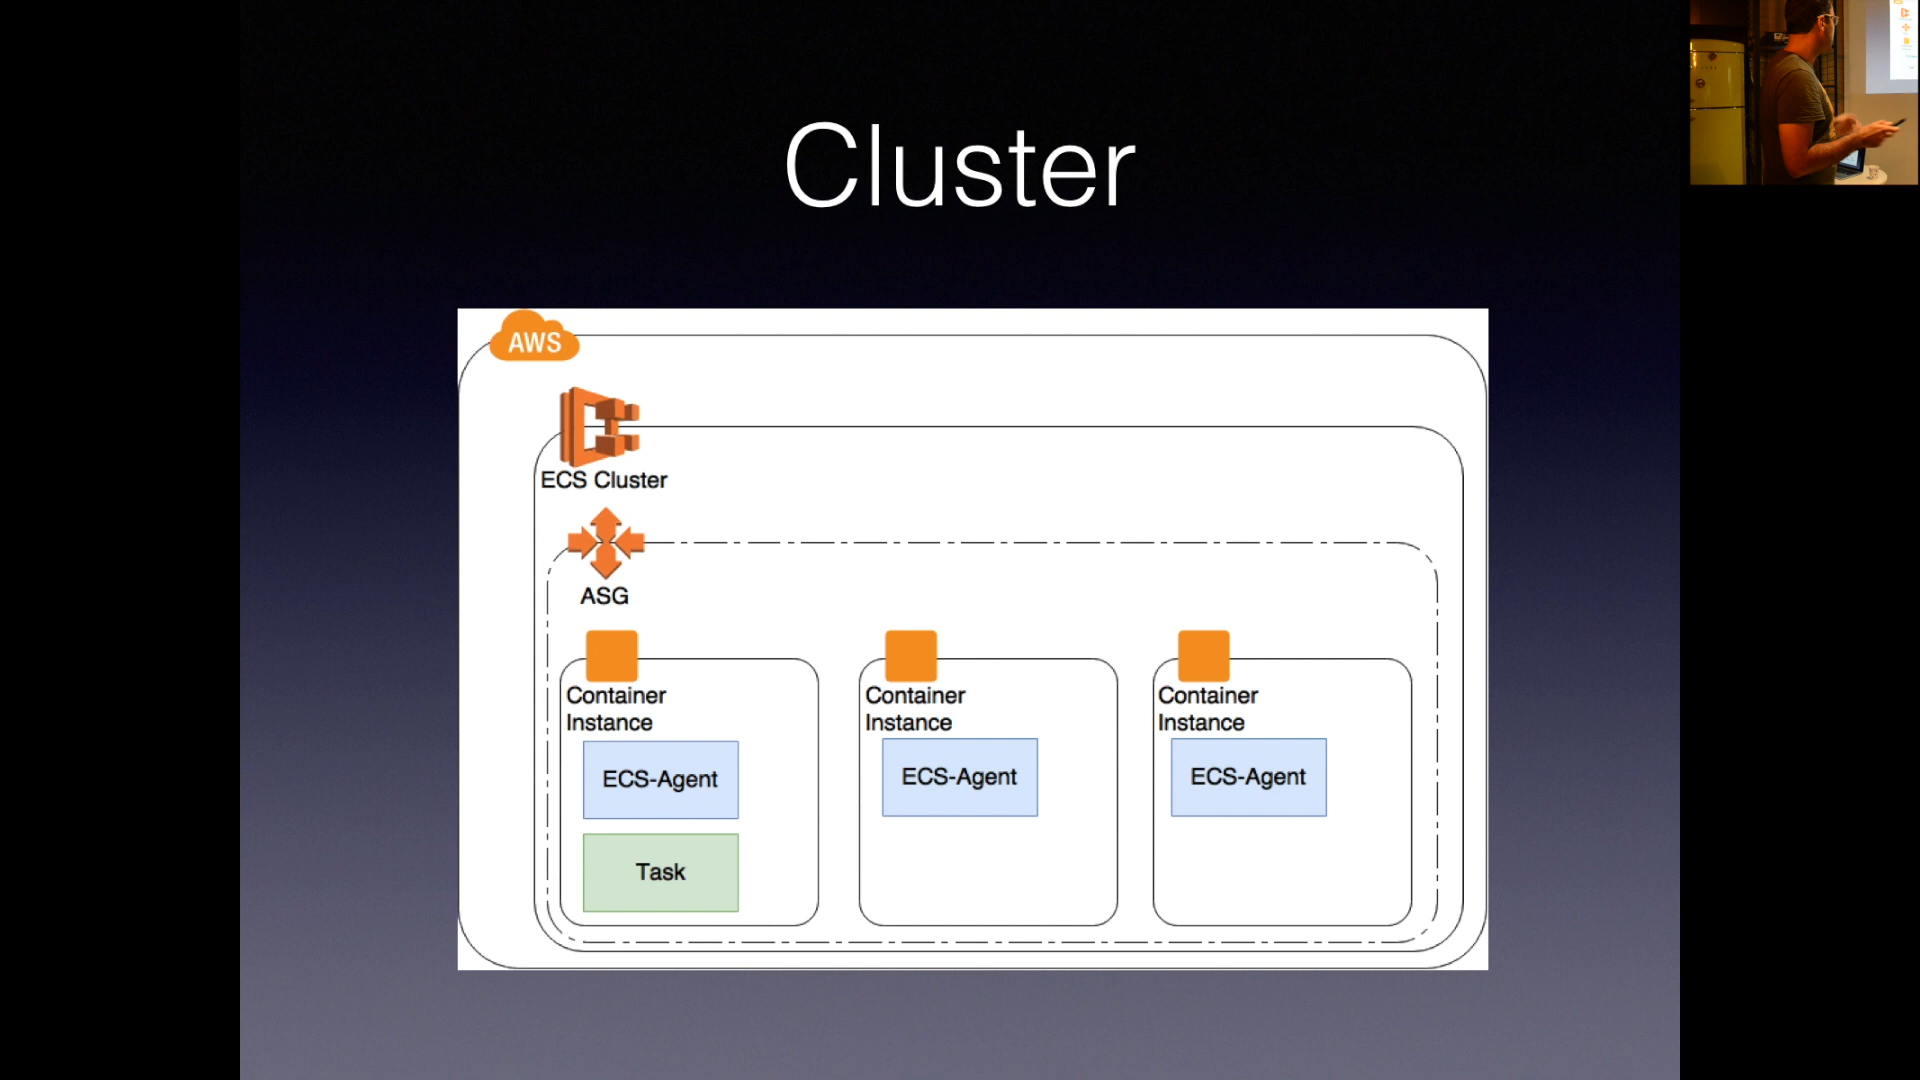 Cluster
AWS
ECS Cluster
ASG
Container
Instance
ECS-Agent
Task
Container
Instance
ECS-Agent
Container
Instance
ECS-Agent